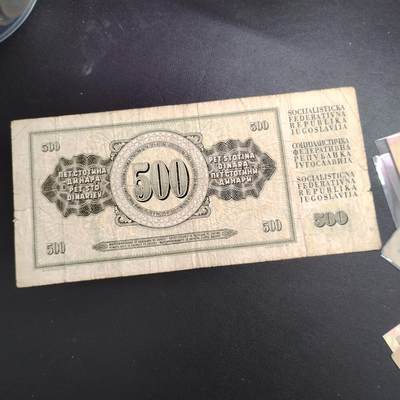 500
ПЕТСТОТИНА
ДИНАРА
PET STO
DINARJEV
500
PETSTOTINA
DINARA
ПЕТСТОТИНИ
ДИНАРИ
500
500
SOCIJALISTIČKA
FEDERATIVNA
REPUBLIKA
JUGOSLAVIJA
СОЦИЈАЛИСТИЧКА
ФЕДЕРАТИВНА
РЕПУБЛИКА
ЈУГОСЛАВИЈА
SOCIALISTIČNA
FEDERATIVNA
REPUBLIKA
JUGOSLAVIJA
500
500